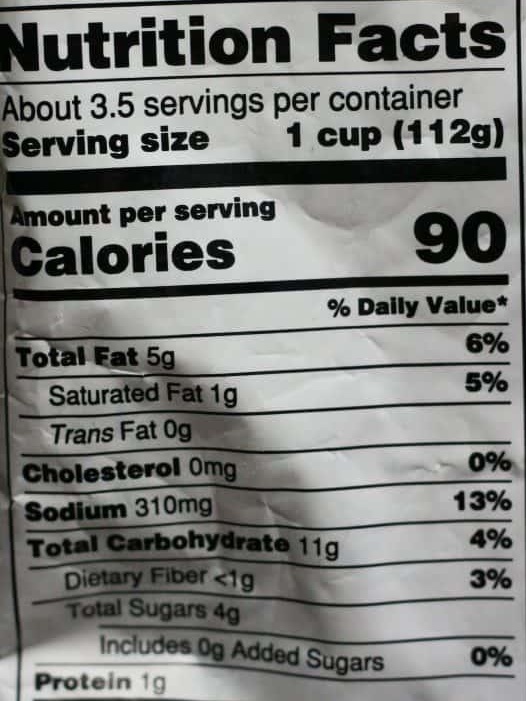 Nutrition Facts
About 3.5 servings per container
Serving size 1 cup (112g)
Amount per serving
Calories 90
% Daily Value*
Total Fat 5g 6%
Saturated Fat 1g 5%
Trans Fat 0g
Cholesterol 0mg 0%
Sodium 310mg 13%
Total Carbohydrate 11g 4%
Dietary Fiber <1g 3%
Total Sugars 4g
Includes 0g Added Sugars 0%
Protein 1g